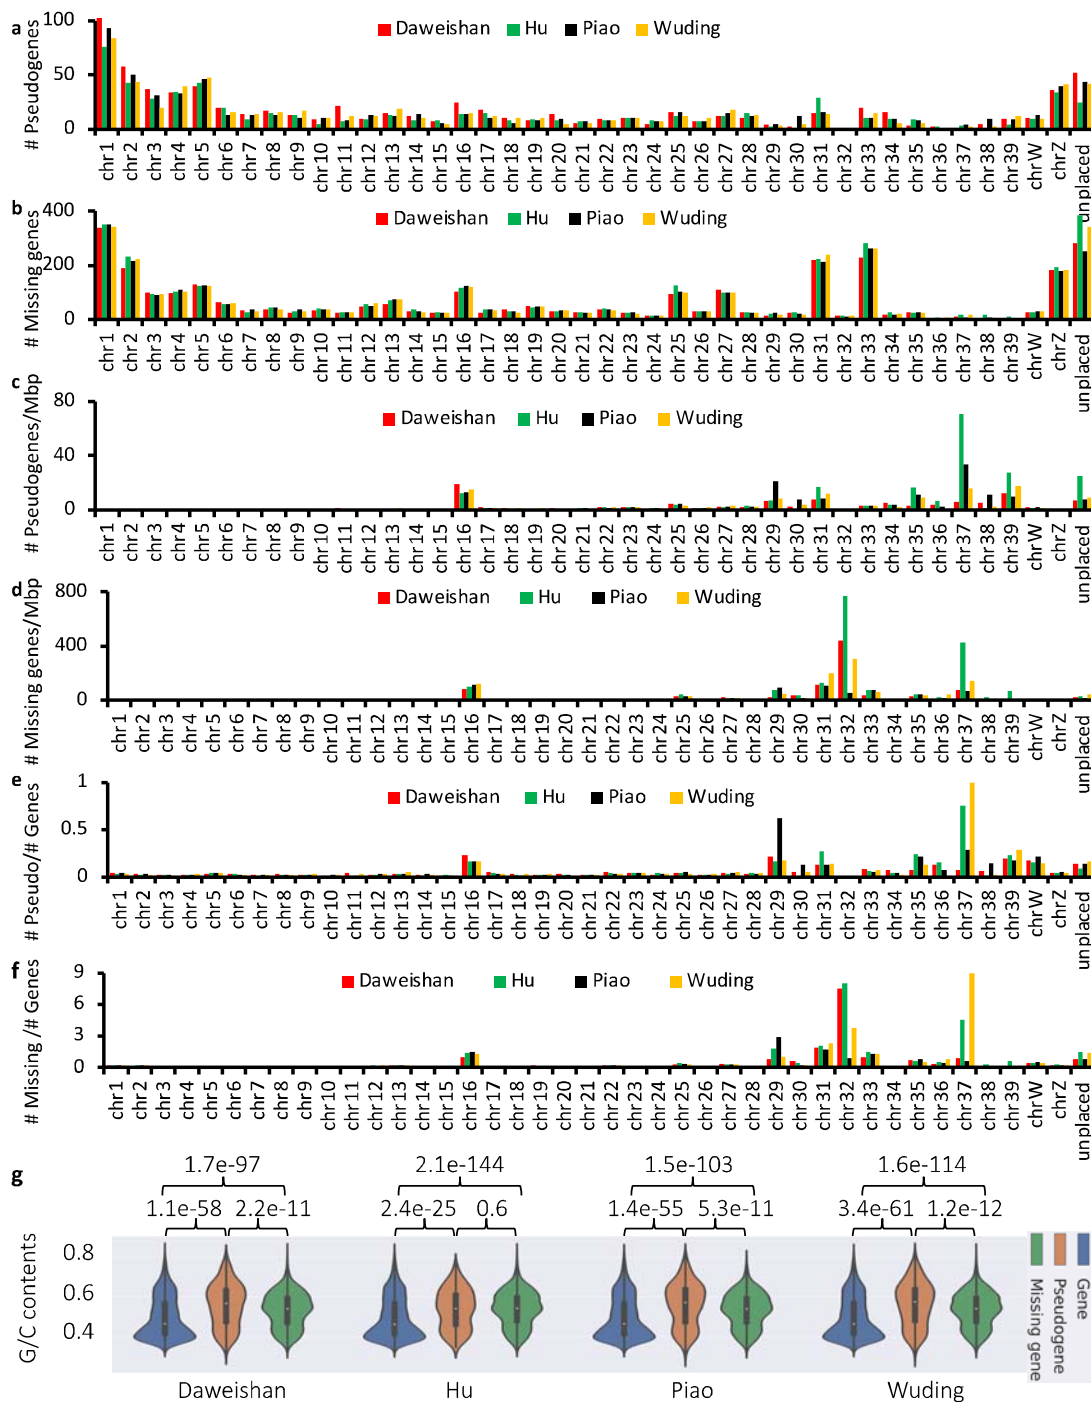 a
# Pseudogenes
Daweishan Hu Piao Wuding
100
50
0
chr1 chr2 chr3 chr4 chr5 chr6 chr7 chr8 chr9 chr10 chr11 chr12 chr13 chr14 chr15 chr16 chr17 chr18 chr19 chr20 chr21 chr22 chr23 chr24 chr25 chr26 chr27 chr28 chr29 chr30 chr31 chr32 chr33 chr34 chr35 chr36 chr37 chr38 chr39 chrW chrZ unplaced
b
# Missing genes
Daweishan Hu Piao Wuding
400
200
0
chr1 chr2 chr3 chr4 chr5 chr6 chr7 chr8 chr9 chr10 chr11 chr12 chr13 chr14 chr15 chr16 chr17 chr18 chr19 chr20 chr21 chr22 chr23 chr24 chr25 chr26 chr27 chr28 chr29 chr30 chr31 chr32 chr33 chr34 chr35 chr36 chr37 chr38 chr39 chrW chrZ unplaced
c
# Pseudogenes/Mbp
Daweishan Hu Piao Wuding
80
40
0
chr1 chr2 chr3 chr4 chr5 chr6 chr7 chr8 chr9 chr10 chr11 chr12 chr13 chr14 chr15 chr16 chr17 chr18 chr19 chr20 chr21 chr22 chr23 chr24 chr25 chr26 chr27 chr28 chr29 chr30 chr31 chr32 chr33 chr34 chr35 chr36 chr37 chr38 chr39 chrW chrZ unplaced
d
# Missing genes/Mbp
Daweishan Hu Piao Wuding
800
400
0
chr1 chr2 chr3 chr4 chr5 chr6 chr7 chr8 chr9 chr10 chr11 chr12 chr13 chr14 chr15 chr16 chr17 chr18 chr19 chr20 chr21 chr22 chr23 chr24 chr25 chr26 chr27 chr28 chr29 chr30 chr31 chr32 chr33 chr34 chr35 chr36 chr37 chr38 chr39 chrW chrZ unplaced
e
# Pseudo/# Genes
Daweishan Hu Piao Wuding
1
0.5
0
chr1 chr2 chr3 chr4 chr5 chr6 chr7 chr8 chr9 chr10 chr11 chr12 chr13 chr14 chr15 chr16 chr17 chr18 chr19 chr20 chr21 chr22 chr23 chr24 chr25 chr26 chr27 chr28 chr29 chr30 chr31 chr32 chr33 chr34 chr35 chr36 chr37 chr38 chr39 chrW chrZ unplaced
f
# Missing /# Genes
Daweishan Hu Piao Wuding
9
6
3
0
chr1 chr2 chr3 chr4 chr5 chr6 chr7 chr8 chr9 chr10 chr11 chr12 chr13 chr14 chr15 chr16 chr17 chr18 chr19 chr20 chr21 chr22 chr23 chr24 chr25 chr26 chr27 chr28 chr29 chr30 chr31 chr32 chr33 chr34 chr35 chr36 chr37 chr38 chr39 chrW chrZ unplaced
g
1.7e-97 2.1e-144 1.5e-103 1.6e-114
1.1e-58 2.2e-11 2.4e-25 0.6 1.4e-55 5.3e-11 3.4e-61 1.2e-12
G/C contents
0.8
0.6
0.4
Gene
Pseudogene
Missing gene
Daweishan Hu Piao Wuding